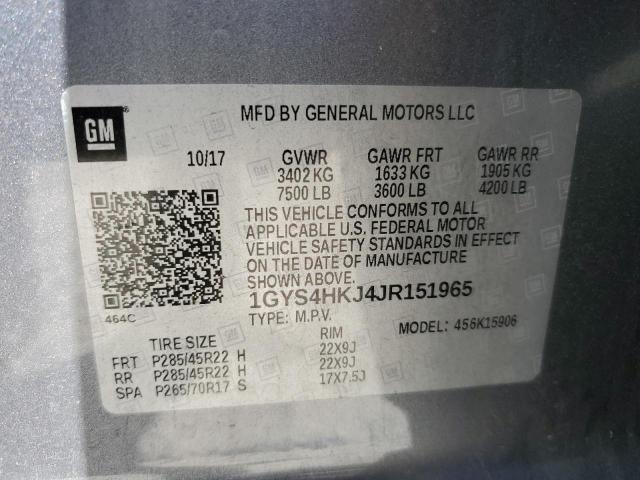 GM
MFD BY GENERAL MOTORS LLC
10/17 GVWR GAWR FRT GAWR RR
3402 KG 1633 KG 1905 KG
7500 LB 3600 LB 4200 LB
THIS VEHICLE CONFORMS TO ALL
APPLICABLE U.S. FEDERAL MOTOR
VEHICLE SAFETY STANDARDS IN EFFECT
ON THE DATE OF MANUFACTURE
SHOWN ABOVE.
1GYS4HKJ4JR151965
464C
TYPE: M.P.V. MODEL: 456K15906
TIRE SIZE RIM
FRT P285/45R22 H 22X9J
RR P285/45R22 H 22X9J
SPA P265/70R17 S 17X7.5J